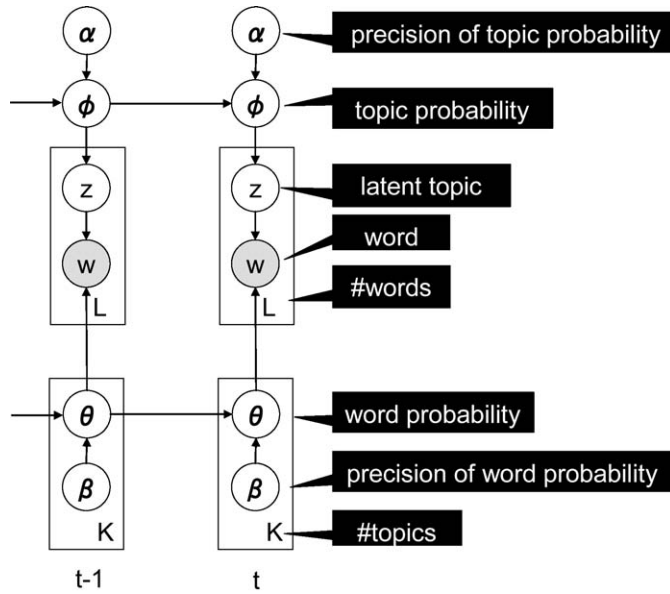 α α precision of topic probability
ϕ ϕ topic probability
z z latent topic
w w word
L L #words
θ θ word probability
β β precision of word probability
K K #topics
t-1 t